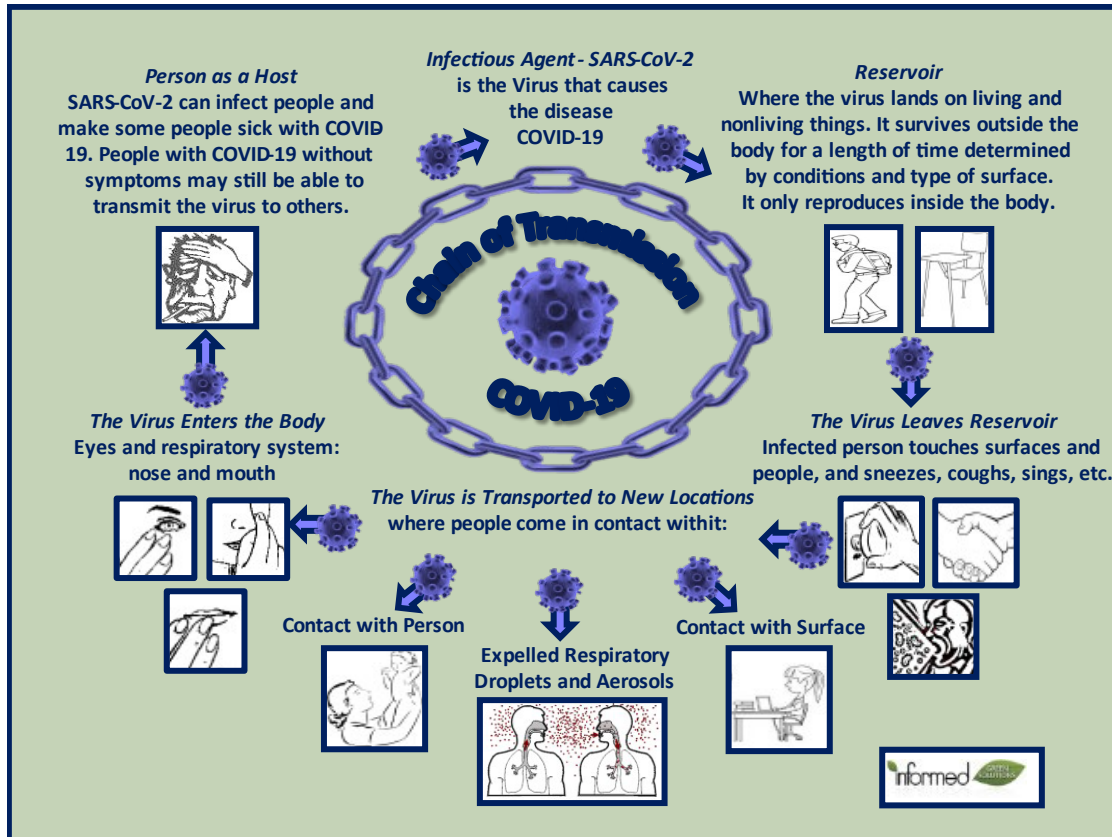 Person as a Host
SARS-CoV-2 can infect people and
make some people sick with COVID-
19. People with COVID-19 without
symptoms may still be able to
transmit the virus to others.
Infectious Agent - SARS-CoV-2
is the Virus that causes
the disease
COVID-19
Reservoir
Where the virus lands on living and
nonliving things. It survives outside the
body for a length of time determined
by conditions and type of surface.
It only reproduces inside the body.
Chain of Transmission
COVID-19
The Virus Enters the Body
Eyes and respiratory system:
nose and mouth
The Virus Leaves Reservoir
Infected person touches surfaces and
people, and sneezes, coughs, sings, etc.
The Virus is Transported to New Locations
where people come in contact withit:
Contact with Person
Expelled Respiratory
Droplets and Aerosols
Contact with Surface
informed
GREEN
SOLUTIONS